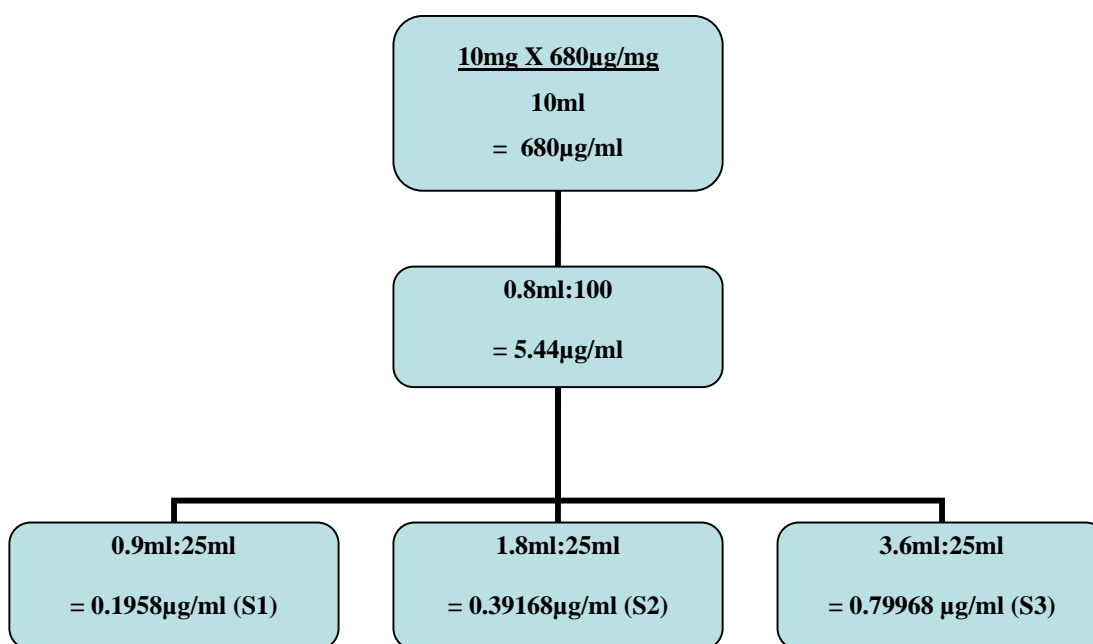 10mg X 680µg/mg
10ml
= 680µg/ml
0.8ml:100
= 5.44µg/ml
0.9ml:25ml
= 0.1958µg/ml (S1)
1.8ml:25ml
= 0.39168µg/ml (S2)
3.6ml:25ml
= 0.79968 µg/ml (S3)